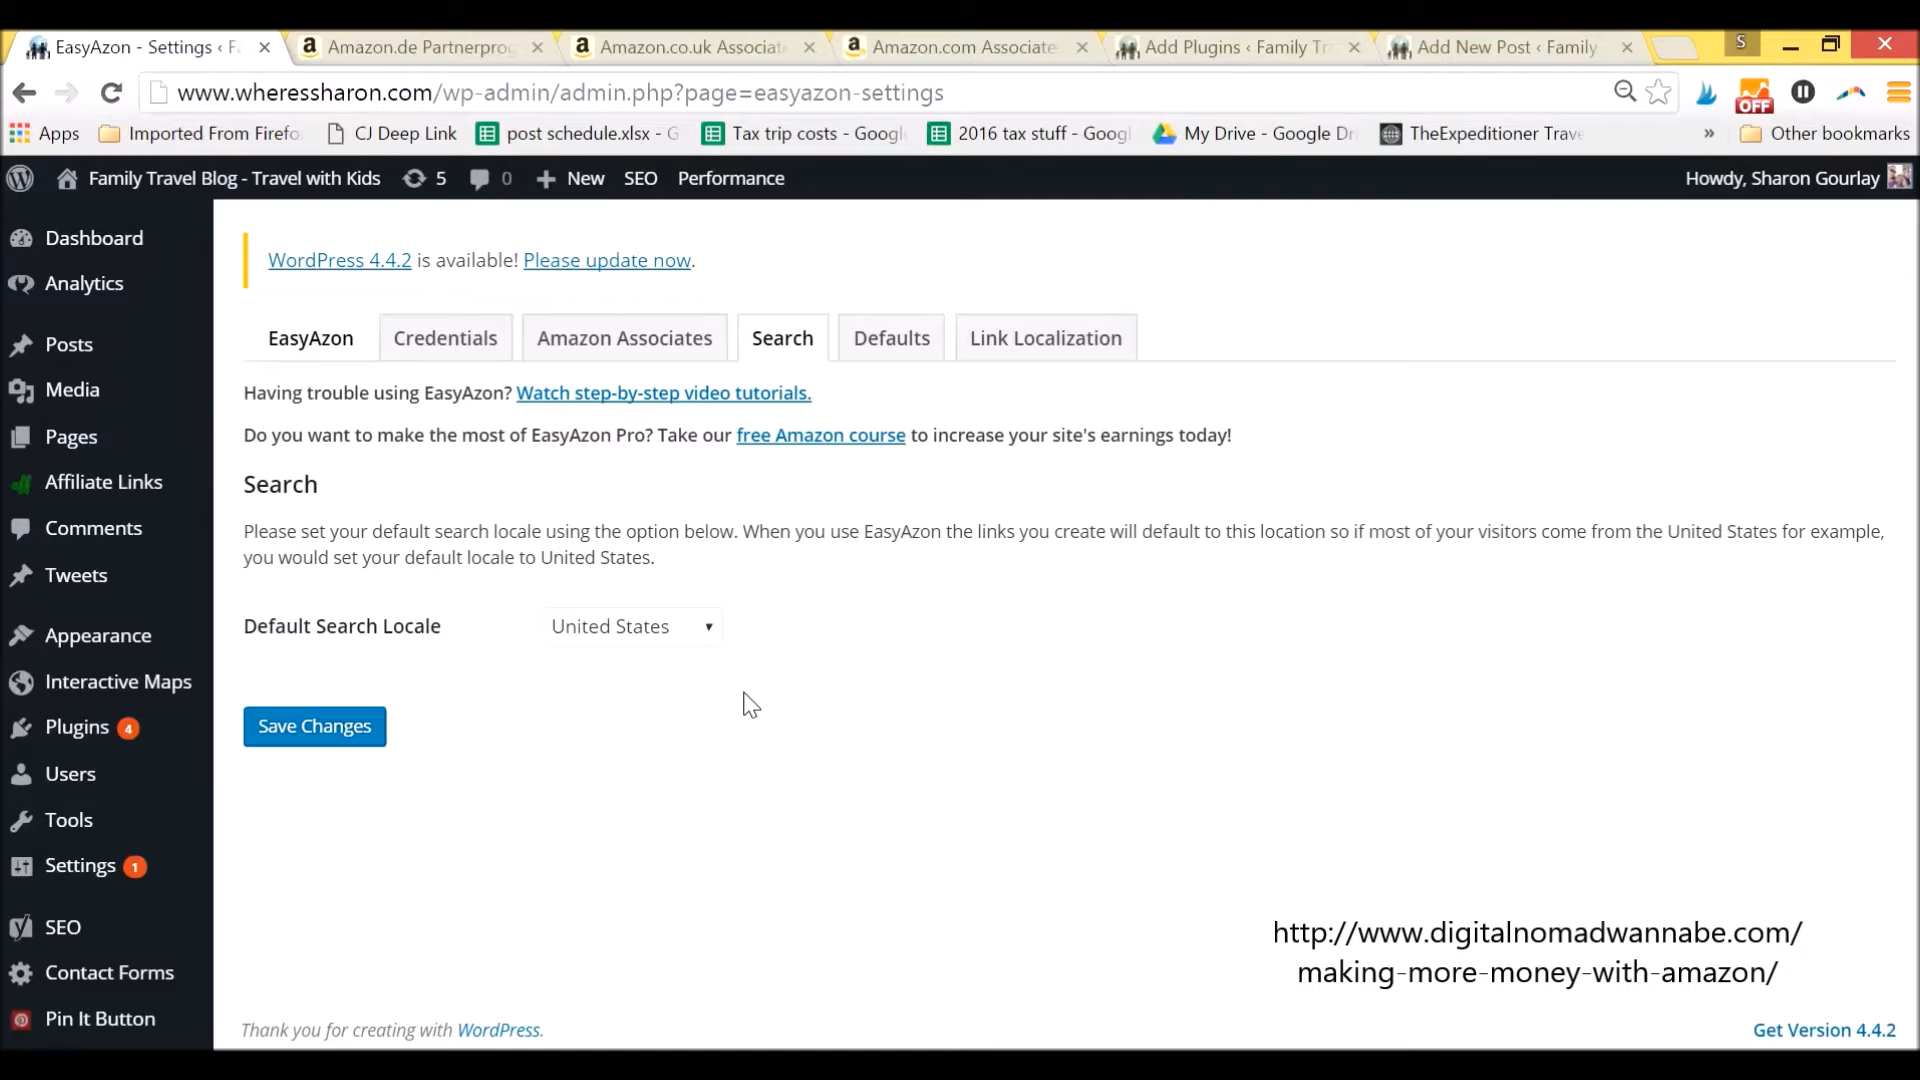 EasyAzon - Settings ‹ Fa
Amazon.de Partnerprog
Amazon.co.uk Associat
Amazon.com Associate
Add Plugins ‹ Family Tr
Add New Post ‹ Family
S
www.wheressharon.com/wp-admin/admin.php?page=easyazon-settings
OFF
Apps
Imported From Firefo
CJ Deep Link
post schedule.xlsx - G
Tax trip costs - Googl
2016 tax stuff - Goog
My Drive - Google Dri
TheExpeditioner Trave
»
Other bookmarks
Family Travel Blog - Travel with Kids
5
0
New
SEO
Performance
Howdy, Sharon Gourlay
Dashboard
Analytics
Posts
Media
Pages
Affiliate Links
Comments
Tweets
Appearance
Interactive Maps
Plugins 4
Users
Tools
Settings 1
SEO
Contact Forms
Pin It Button
WordPress 4.4.2 is available! Please update now.
EasyAzon
Credentials
Amazon Associates
Search
Defaults
Link Localization
Having trouble using EasyAzon? Watch step-by-step video tutorials.
Do you want to make the most of EasyAzon Pro? Take our free Amazon course to increase your site's earnings today!
Search
Please set your default search locale using the option below. When you use EasyAzon the links you create will default to this location so if most of your visitors come from the United States for example,
you would set your default locale to United States.
Default Search Locale
United States
Save Changes
http://www.digitalnomadwannabe.com/
making-more-money-with-amazon/
Thank you for creating with WordPress.
Get Version 4.4.2